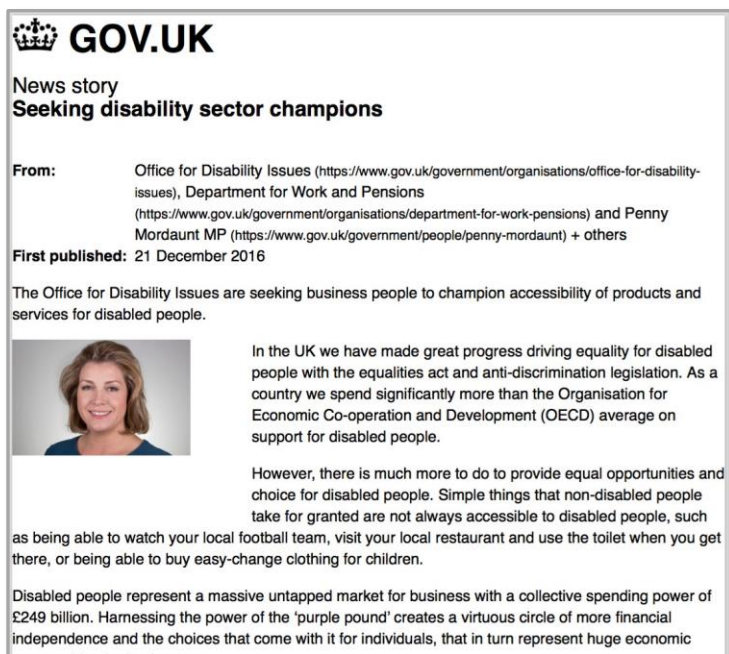 GOV.UK
News story
Seeking disability sector champions
From: Office for Disability Issues (https://www.gov.uk/government/organisations/office-for-disability-
issues), Department for Work and Pensions
(https://www.gov.uk/government/organisations/department-for-work-pensions) and Penny
Mordaunt MP (https://www.gov.uk/government/people/penny-mordaunt) + others
First published: 21 December 2016
The Office for Disability Issues are seeking business people to champion accessibility of products and
services for disabled people.
In the UK we have made great progress driving equality for disabled
people with the equalities act and anti-discrimination legislation. As a
country we spend significantly more than the Organisation for
Economic Co-operation and Development (OECD) average on
support for disabled people.
However, there is much more to do to provide equal opportunities and
choice for disabled people. Simple things that non-disabled people
take for granted are not always accessible to disabled people, such
as being able to watch your local football team, visit your local restaurant and use the toilet when you get
there, or being able to buy easy-change clothing for children.
Disabled people represent a massive untapped market for business with a collective spending power of
£249 billion. Harnessing the power of the ‘purple pound’ creates a virtuous circle of more financial
independence and the choices that come with it for individuals, that in turn represent huge economic